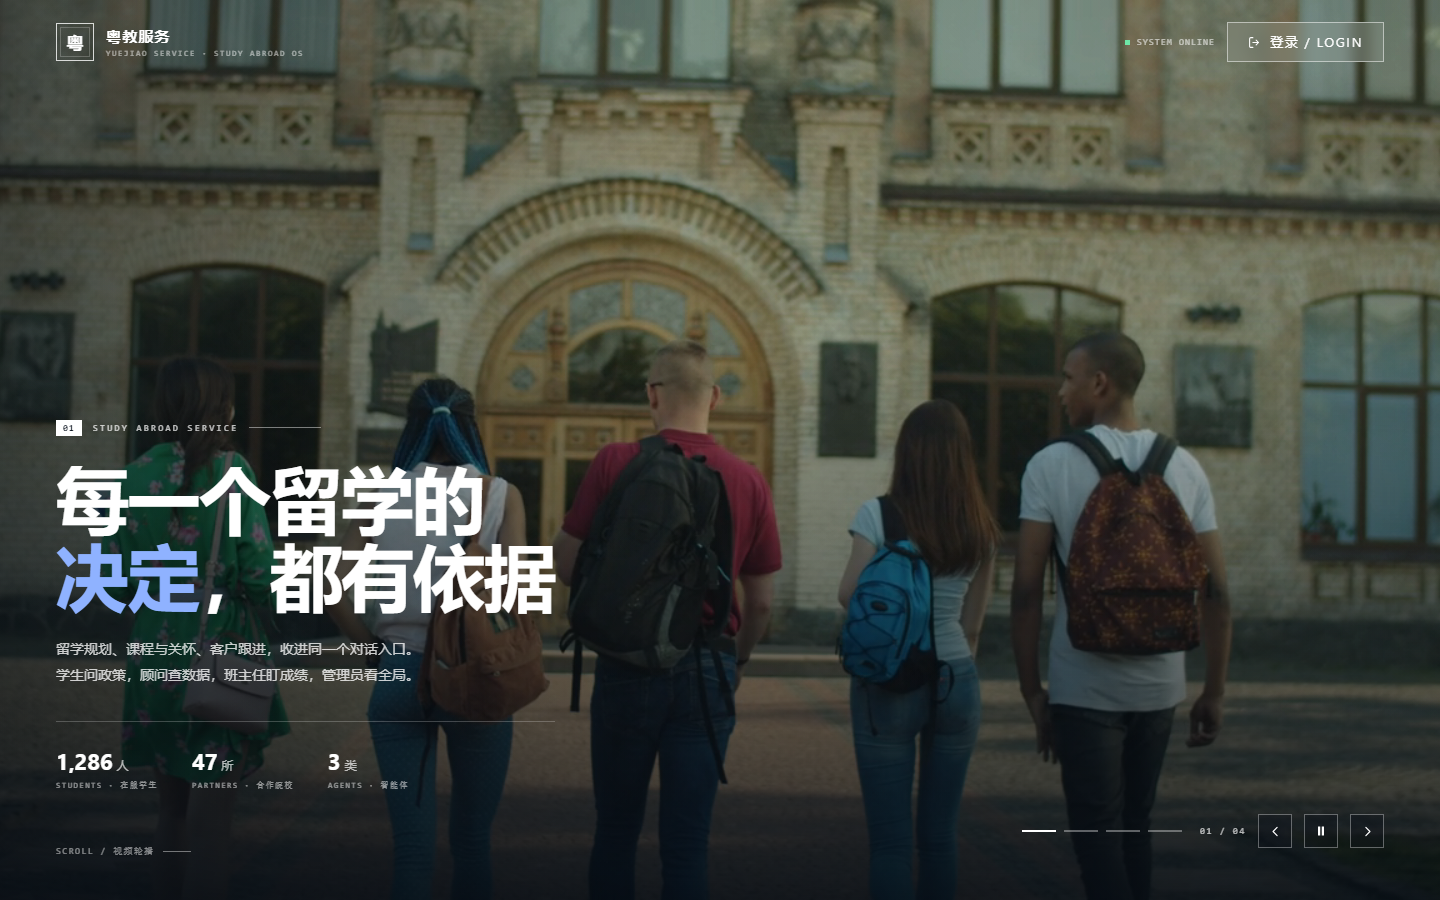 粤
粤教服务
YUEJIAO SERVICE · STUDY ABROAD OS
SYSTEM ONLINE
登录 / LOGIN
01 STUDY ABROAD SERVICE
每一个留学的
决定，都有依据
留学规划、课程与关怀、客户跟进，收进同一个对话入口。
学生问政策，顾问查数据，班主任盯成绩，管理员看全局。
1,286 人
STUDENTS · 在服学生
47 所
PARTNERS · 合作院校
3 类
AGENTS · 智能体
01 / 04
SCROLL / 视频轮播